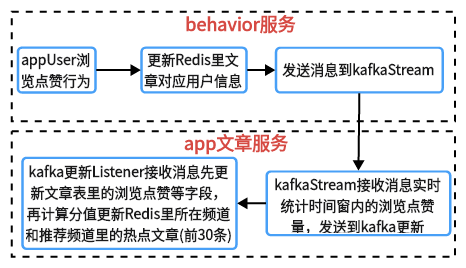 behavior服务
appUser浏
览点赞行为
更新Redis里文
章对应用户信息
发送消息到kafkaStream
app文章服务
kafka更新Listener接收消息先更
新文章表里的浏览点赞等字段，
再计算分值更新Redis里所在频道
和推荐频道里的热点文章(前30条)
kafkaStream接收消息实时
统计时间窗内的浏览点赞
量，发送到kafka更新